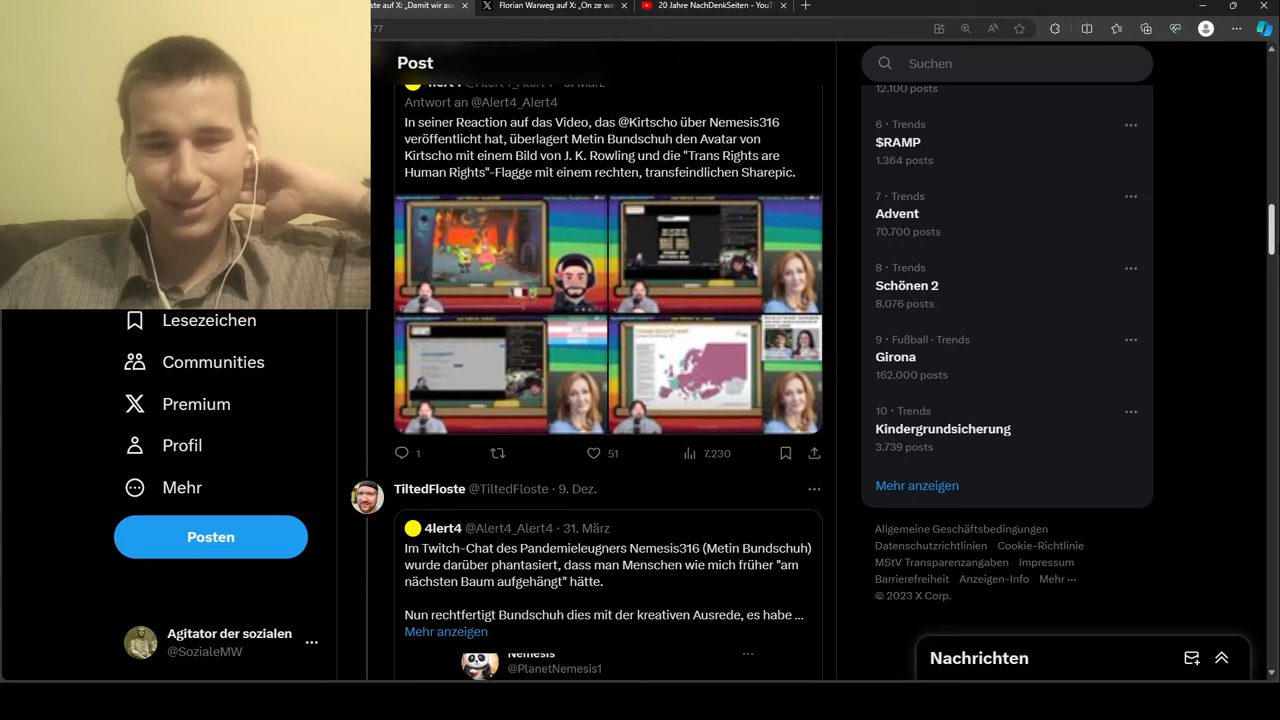 ste auf X: „Damit wir auc
Florian Warweg auf X: „On ze wa
20 Jahre NachDenkSeiten - YouT
77
Post
Suchen
Antwort an @Alert4_Alert4
In seiner Reaction auf das Video, das @Kirtscho über Nemesis316
veröffentlicht hat, überlagert Metin Bundschuh den Avatar von
Kirtscho mit einem Bild von J. K. Rowling und die "Trans Rights are
Human Rights"-Flagge mit einem rechten, transfeindlichen Sharepic.
1
51
7.230
TiltedFloste @TiltedFloste · 9. Dez.
4lert4 @Alert4_Alert4 · 31. März
Im Twitch-Chat des Pandemieleugners Nemesis316 (Metin Bundschuh)
wurde darüber phantasiert, dass man Menschen wie mich früher "am
nächsten Baum aufgehängt" hätte.
Nun rechtfertigt Bundschuh dies mit der kreativen Ausrede, es habe ...
Mehr anzeigen
Nemesis
@PlanetNemesis1
Lesezeichen
Communities
Premium
Profil
Mehr
Posten
Agitator der sozialen
@SozialeMW
12.100 posts
6 · Trends
$RAMP
1.364 posts
7 · Trends
Advent
70.700 posts
8 · Trends
Schönen 2
8.076 posts
9 · Fußball · Trends
Girona
162.000 posts
10 · Trends
Kindergrundsicherung
3.739 posts
Mehr anzeigen
Allgemeine Geschäftsbedingungen
Datenschutzrichtlinien Cookie-Richtlinie
MStV Transparenzangaben Impressum
Barrierefreiheit Anzeigen-Info Mehr ···
© 2023 X Corp.
Nachrichten